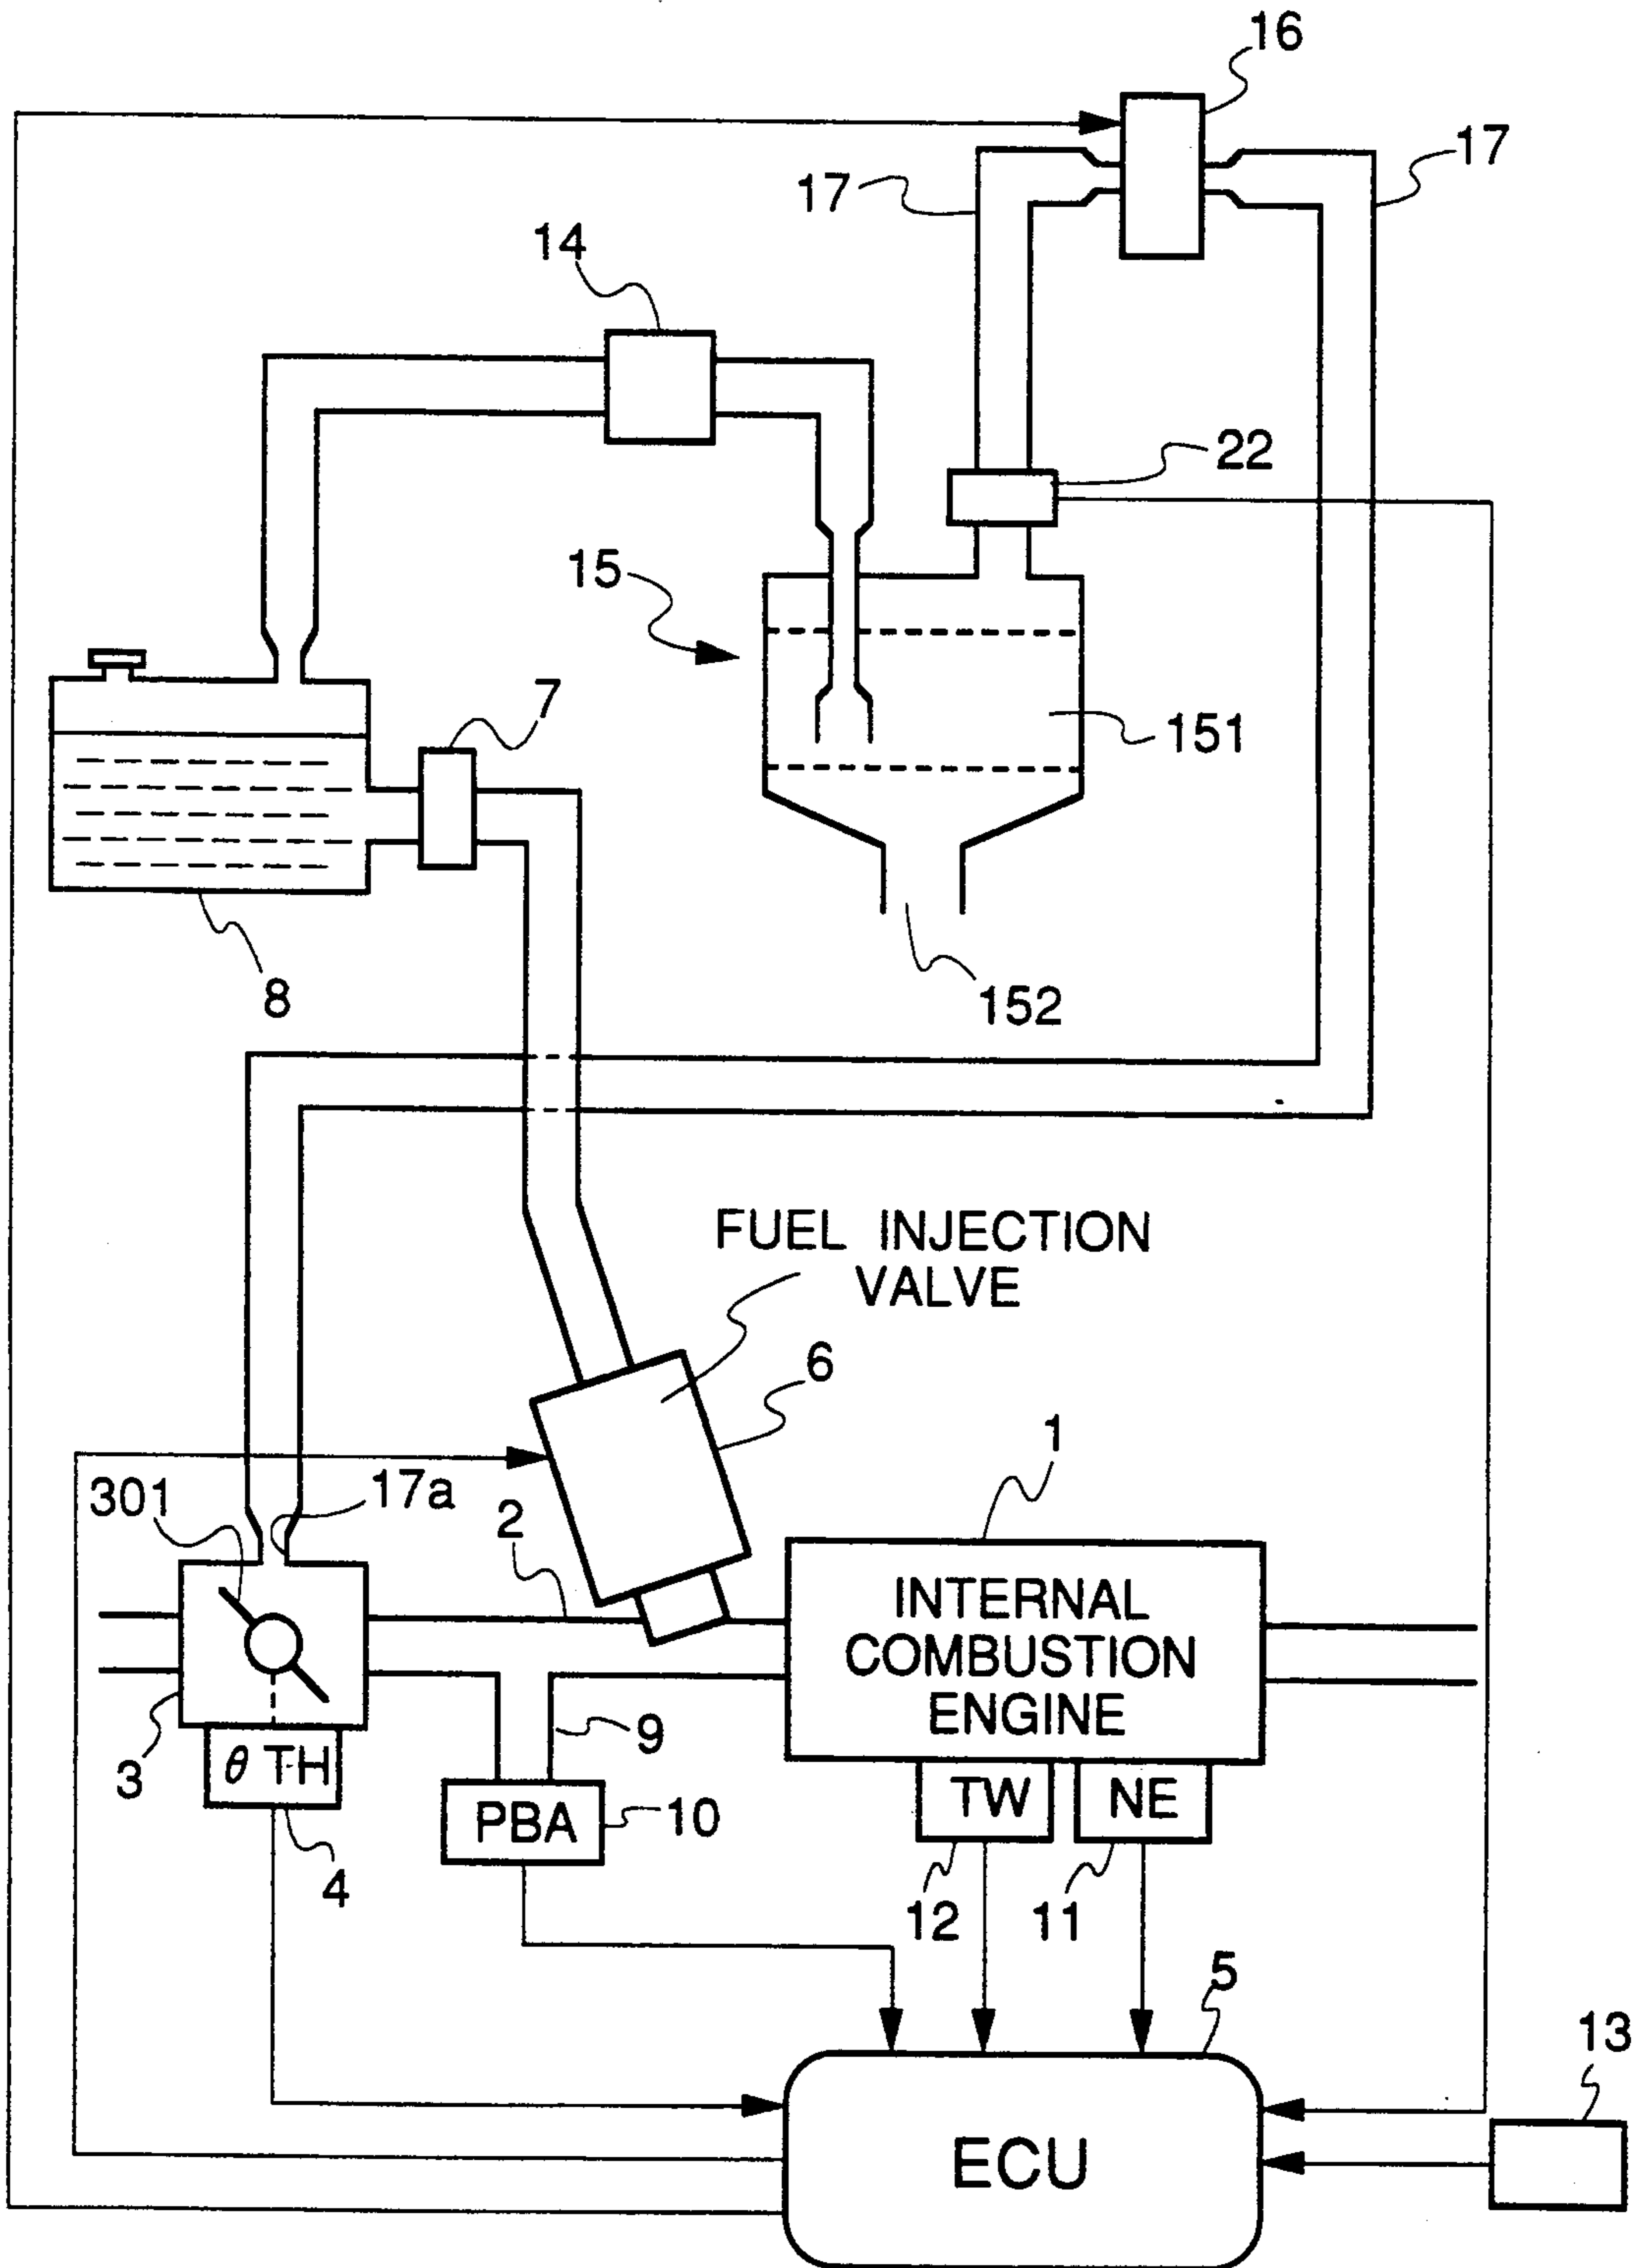 16
17
17
14
22
15
7
151
8
152
FUEL INJECTION
VALVE
6
1
301
17a
2
INTERNAL
COMBUSTION
ENGINE
3
θ TH
9
PBA
10
TW
NE
4
12
11
5
13
ECU